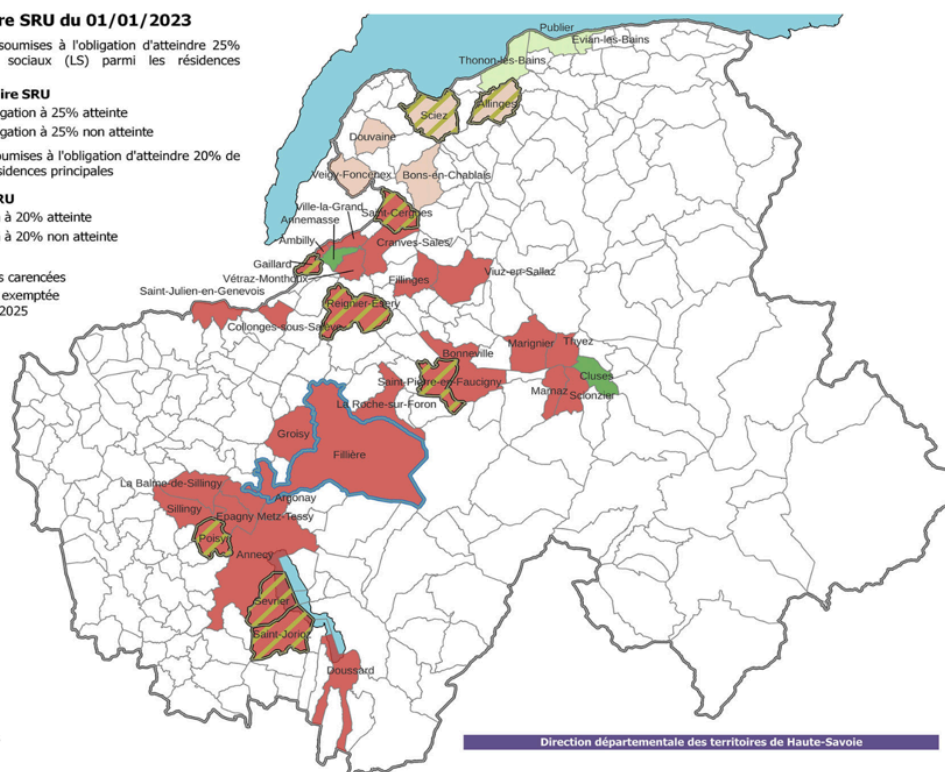 re SRU du 01/01/2023
soumises à l'obligation d'atteindre 25%
sociaux (LS) parmi les résidences
ire SRU
igation à 25% atteinte
igation à 25% non atteinte
oumises à l'obligation d'atteindre 20% de
sidences principales
RU
à 20% atteinte
à 20% non atteinte
s carencées
exemptée
2025
Publier
Évian-les-Bains
Thonon-les-Bains
Sciez
Allinges
Douvaine
Veigy-Foncenex
Bons-en-Chablais
Ville-la-Grand
Saint-Cergues
Annemasse
Ambilly
Cranves-Sales
Gaillard
Vétraz-Monthoux
Fillinges
Viuz-en-Sallaz
Saint-Julien-en-Genevois
Reignier-Ésery
Collonges-sous-Salève
Marignier
Thyez
Bonneville
Cluses
Saint-Pierre-en-Faucigny
Marnaz
Scionzier
La Roche-sur-Foron
Groisy
Fillière
La Balme-de-Sillingy
Argonay
Sillingy
Epagny Metz-Tessy
Poisy
Annecy
Sevrier
Saint-Jorioz
Doussard
Direction départementale des territoires de Haute-Savoie